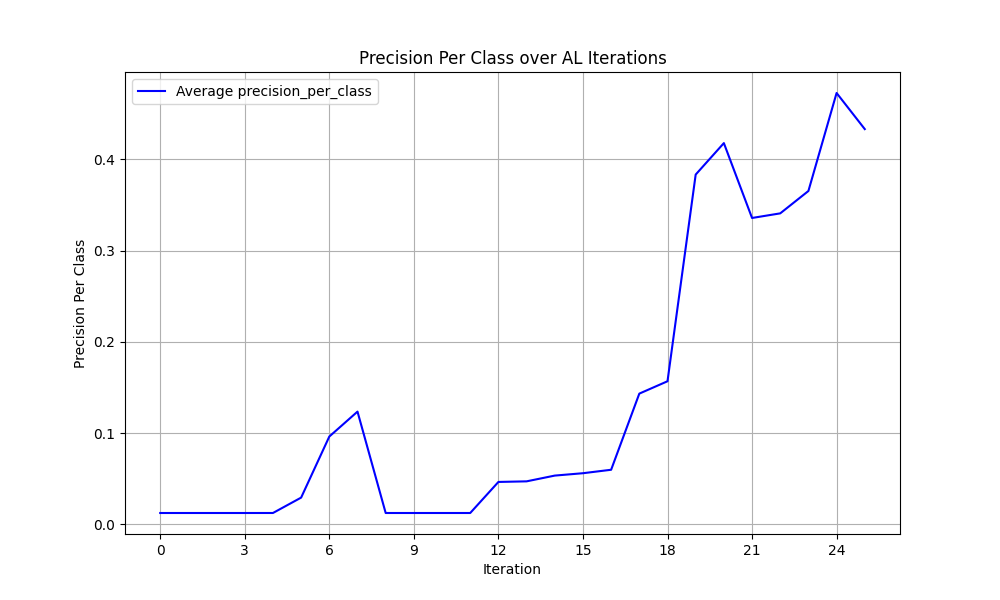 Precision Per Class over AL Iterations
Average precision_per_class
Precision Per Class
0.4
0.3
0.2
0.1
0.0
0 3 6 9 12 15 18 21 24
Iteration